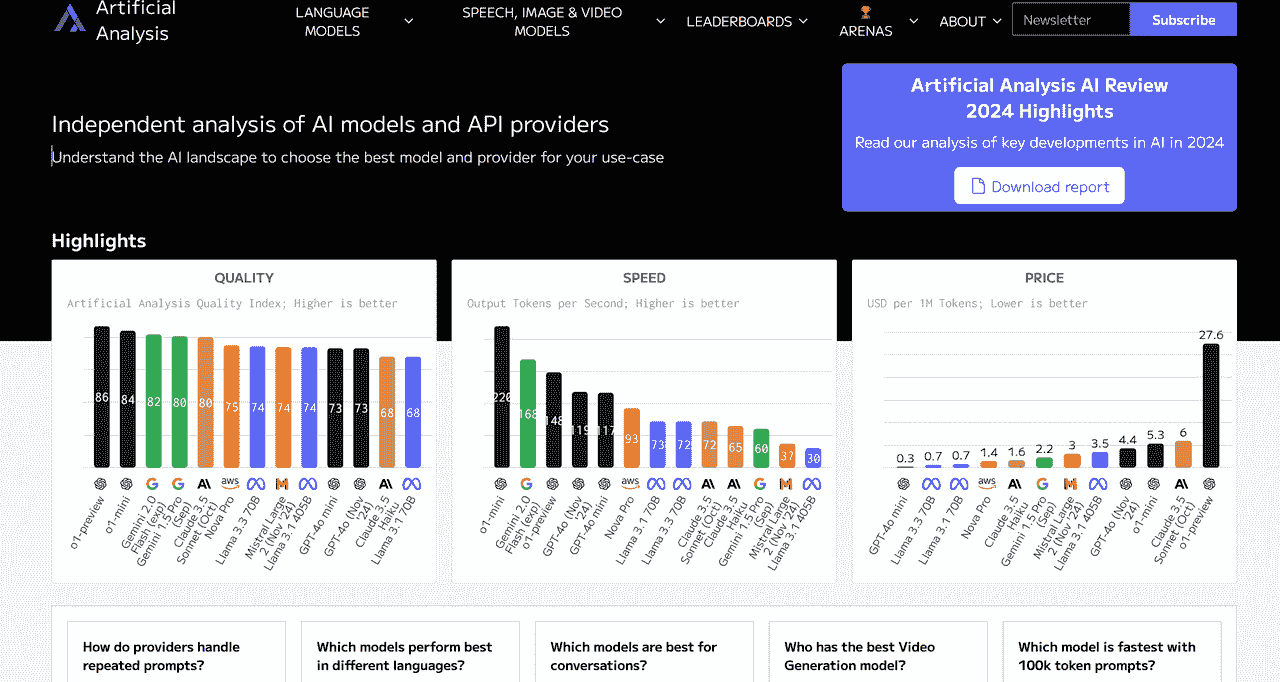 Artificial
Analysis
LANGUAGE
MODELS
SPEECH, IMAGE & VIDEO
MODELS
LEADERBOARDS
ARENAS
ABOUT
Newsletter
Subscribe
Artificial Analysis AI Review
2024 Highlights
Read our analysis of key developments in AI in 2024
Download report
Independent analysis of AI models and API providers
Understand the AI landscape to choose the best model and provider for your use-case
Highlights
QUALITY
Artificial Analysis Quality Index; Higher is better
86 84 82 80 80 75 74 74 74 73 73 68 68
aws
o1-preview
o1-mini
Gemini 2.0
Flash (exp)
Gemini 1.5 Pro
(Sep)
Claude 3.5
Sonnet (Oct)
Nova Pro
Llama 3.3 70B
Mistral Large
2 (Nov '24)
Llama 3.1 405B
GPT-4o mini
GPT-4o (Nov
'24)
Claude 3.5
Haiku
Llama 3.1 70B
SPEED
Output Tokens per Second; Higher is better
220 168 148 119 117 93 73 72 72 65 60 37 30
aws
o1-mini
Gemini 2.0
Flash (exp)
o1-preview
GPT-4o (Nov
'24)
GPT-4o mini
Nova Pro
Llama 3.1 70B
Llama 3.3 70B
Claude 3.5
Sonnet (Oct)
Claude 3.5
Haiku
Gemini 1.5 Pro
(Sep)
Mistral Large
2 (Nov '24)
Llama 3.1 405B
PRICE
USD per 1M Tokens; Lower is better
0.3 0.7 0.7 1.4 1.6 2.2 3 3.5 4.4 5.3 6 27.6
aws
GPT-4o mini
Llama 3.3 70B
Llama 3.1 70B
Nova Pro
Claude 3.5
Haiku
Gemini 1.5 Pro
(Sep)
Mistral Large
2 (Nov '24)
Llama 3.1 405B
GPT-4o (Nov
'24)
o1-mini
Claude 3.5
Sonnet (Oct)
o1-preview
How do providers handle
repeated prompts?
Which models perform best
in different languages?
Which models are best for
conversations?
Who has the best Video
Generation model?
Which model is fastest with
100k token prompts?